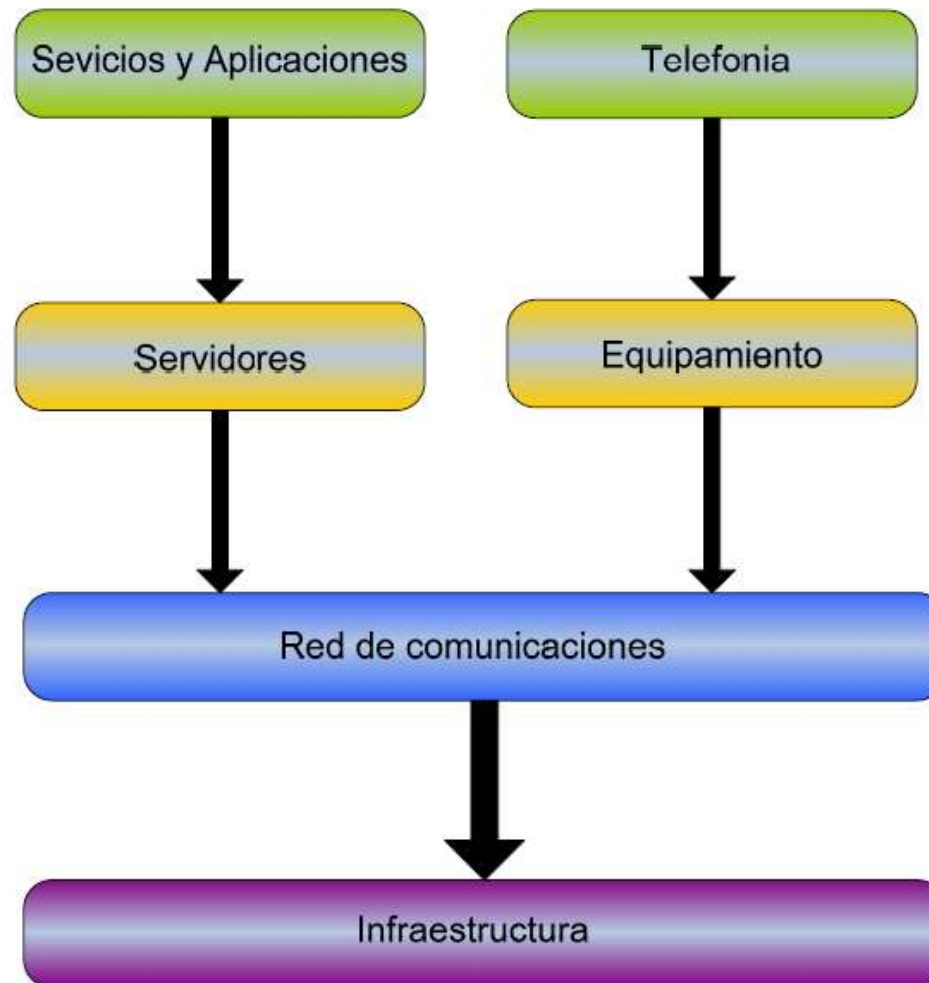 Sevicios y Aplicaciones
Telefonia
Servidores
Equipamiento
Red de comunicaciones
Infraestructura